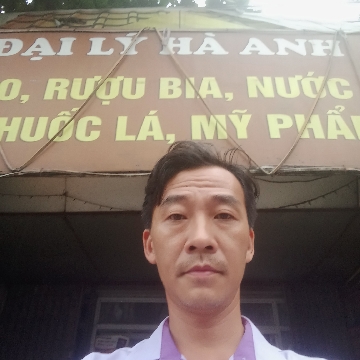 ĐẠI LÝ HÀ ANH
O, RƯỢU BIA, NƯỚC
HUỐC LÁ, MỸ PHẨ